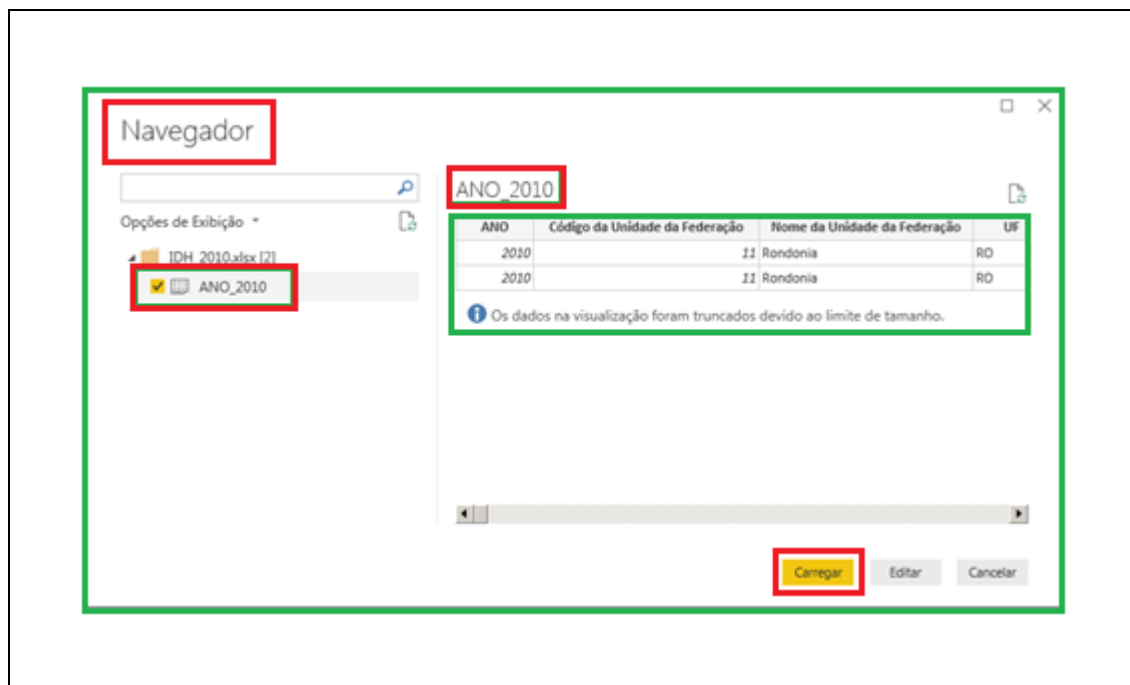 Navegador
Opções de Exibição
IDH_2010.xlsx [2]
ANO_2010
ANO_2010
ANO Código da Unidade da Federação Nome da Unidade da Federação UF
2010 11 Rondonia RO
2010 11 Rondonia RO
Os dados na visualização foram truncados devido ao limite de tamanho.
Carregar Editar Cancelar